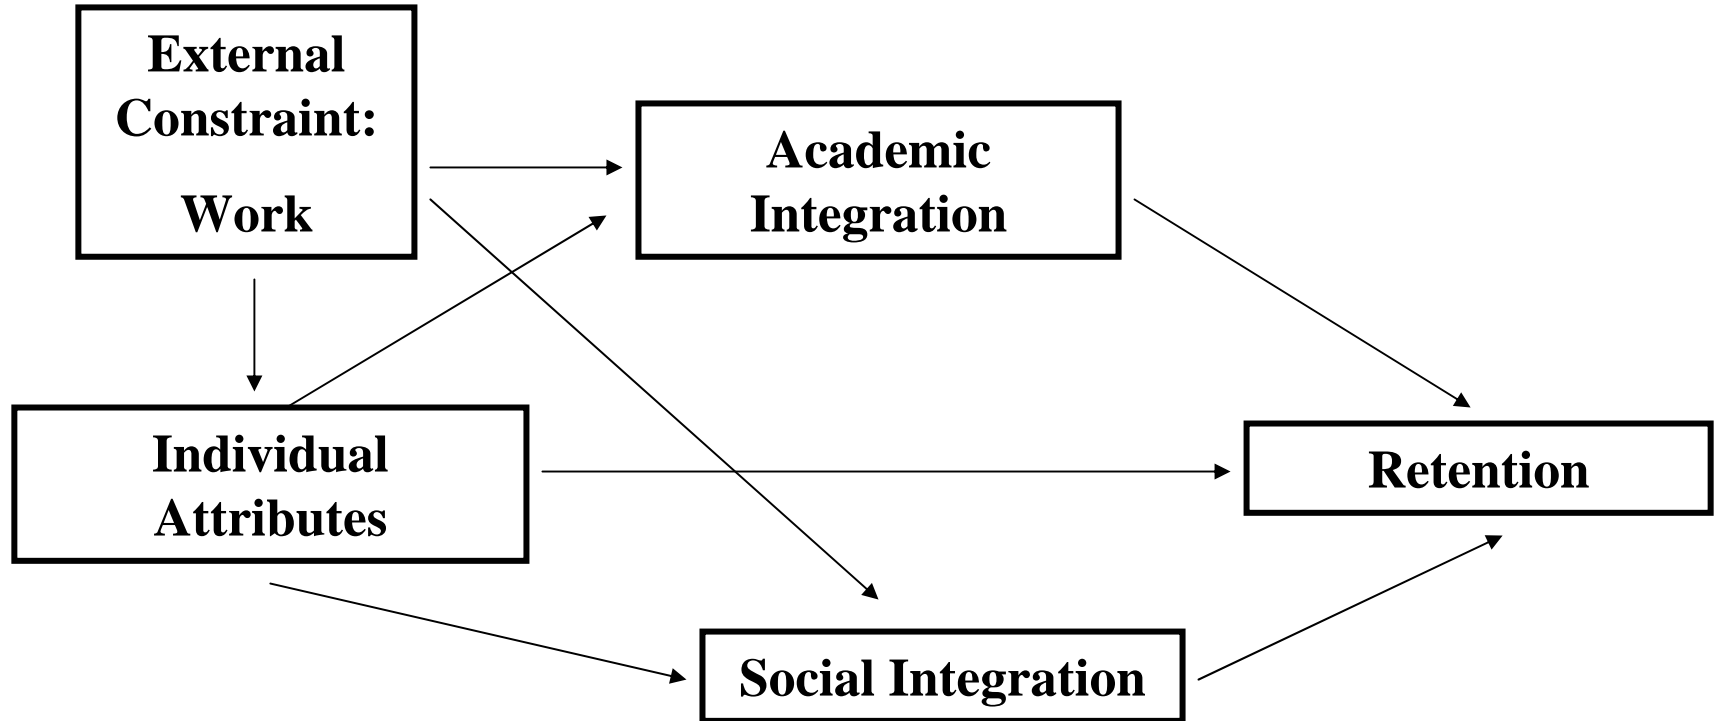 External
Constraint:
Work
Academic
Integration
Individual
Attributes
Retention
Social Integration